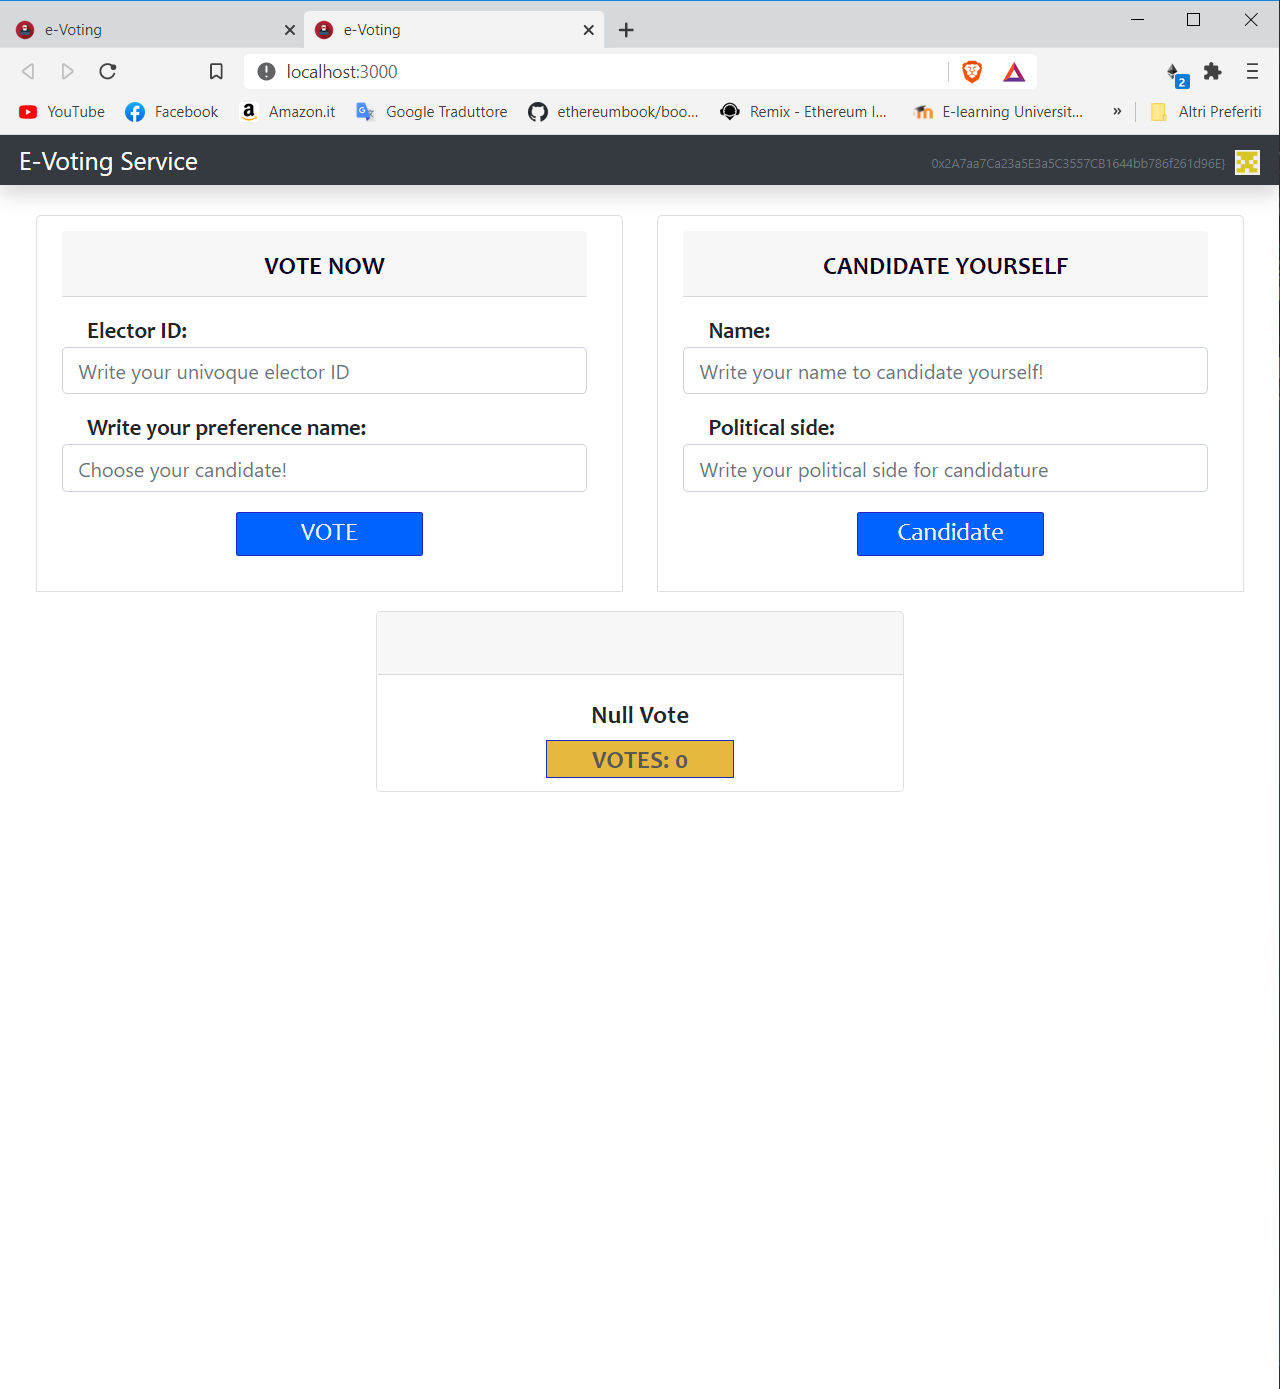 e-Voting
e-Voting
localhost:3000
2
YouTube
Facebook
Amazon.it
Google Traduttore
ethereumbook/boo...
Remix - Ethereum I...
E-learning Universit...
»
Altri Preferiti
E-Voting Service
0x2A7aa7Ca23a5E3a5C3557CB1644bb786f261d96E}
VOTE NOW
Elector ID:
Write your univoque elector ID
Write your preference name:
Choose your candidate!
VOTE
CANDIDATE YOURSELF
Name:
Write your name to candidate yourself!
Political side:
Write your political side for candidature
Candidate
Null Vote
VOTES: 0